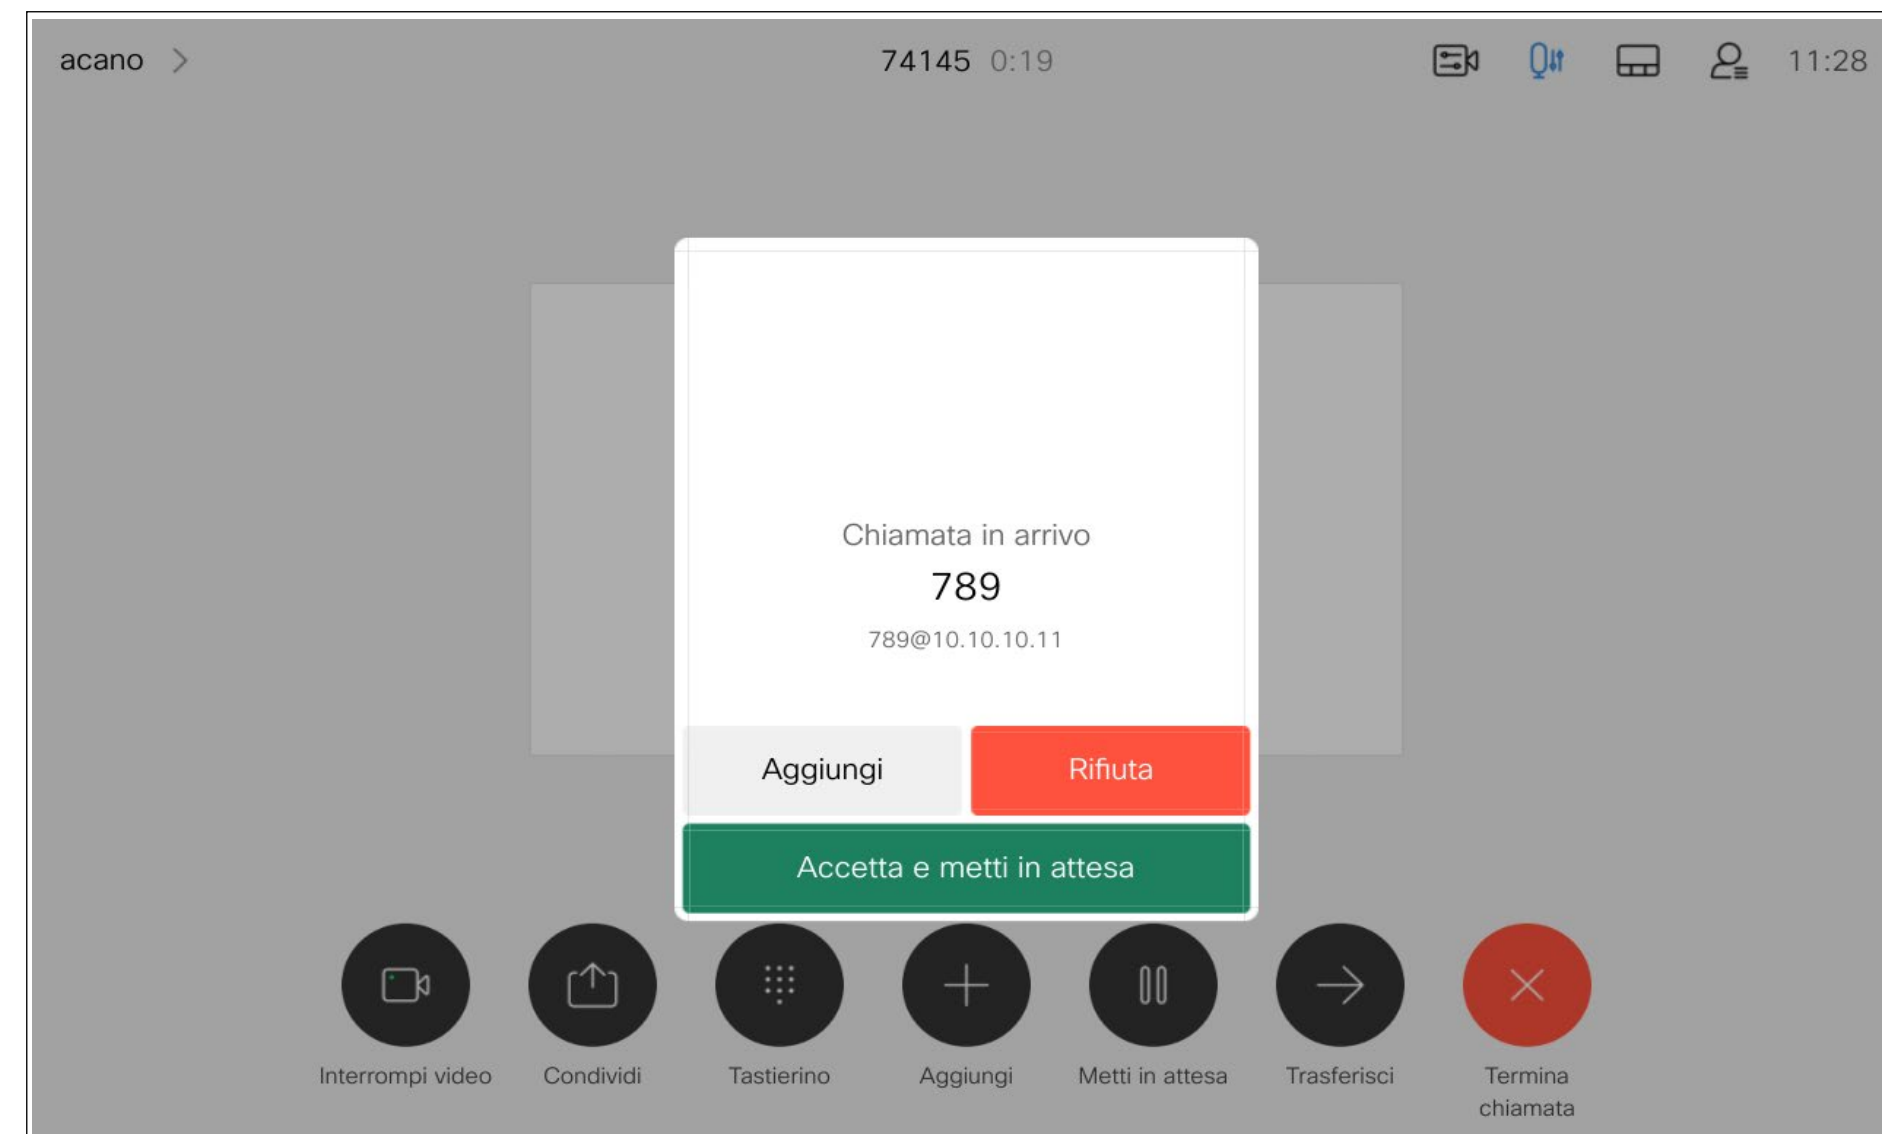 acano
74145 0:19
11:28
Chiamata in arrivo
789
789@10.10.10.11
Aggiungi
Rifiuta
Accetta e metti in attesa
Interrompi video
Condividi
Tastierino
Aggiungi
Metti in attesa
Trasferisci
Termina
chiamata